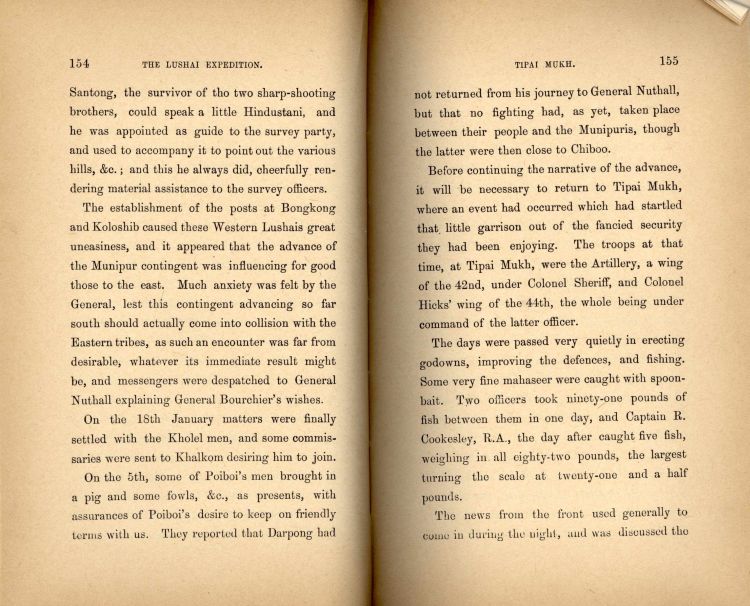 154 THE LUSHAI EXPEDITION.
Santong, the survivor of tho two sharp-shooting
brothers, could speak a little Hindustani, and
he was appointed as guide to the survey party,
and used to accompany it to point out the various
hills, &c. ; and this he always did, cheerfully ren-
dering material assistance to the survey officers.
The establishment of the posts at Bongkong
and Koloshib caused these Western Lushais great
uneasiness, and it appeared that the advance of
the Munipur contingent was influencing for good
those to the east. Much anxiety was felt by the
General, lest this contingent advancing so far
south should actually come into collision with the
Eastern tribes, as such an encounter was far from
desirable, whatever its immediate result might
be, and messengers were despatched to General
Nuthall explaining General Bourchier's wishes.
On the 18th January matters were finally
settled with the Kholel men, and some commis-
saries were sent to Khalkom desiring him to join.
On the 5th, some of Poiboi's men brought in
a pig and some fowls, &c., as presents, with
assurances of Poiboi's desire to keep on friendly
terms with us. They reported that Darpong had
TIPAI MUKH. 155
not returned from his journey to General Nuthall,
but that no fighting had, as yet, taken place
between their people and the Munipuris, though
the latter were then close to Chiboo.
Before continuing the narrative of the advance,
it will be necessary to return to Tipai Mukh,
where an event had occurred which had startled
that little garrison out of the fancied security
they had been enjoying. The troops at that
time, at Tipai Mukh, were the Artillery, a wing
of the 42nd, under Colonel Sheriff, and Colonel
Hicks' wing of the 44th, the whole being under
command of the latter officer.
The days were passed very quietly in erecting
godowns, improving the defences, and fishing.
Some very fine mahaseer were caught with spoon-
bait. Two officers took ninety-one pounds of
fish between them in one day, and Captain R.
Cookesley, R.A., the day after caught five fish,
weighing in all eighty-two pounds, the largest
turning the scale at twenty-one and a half
pounds.
The news from the front used generally to
come in during the night, and was discussed the